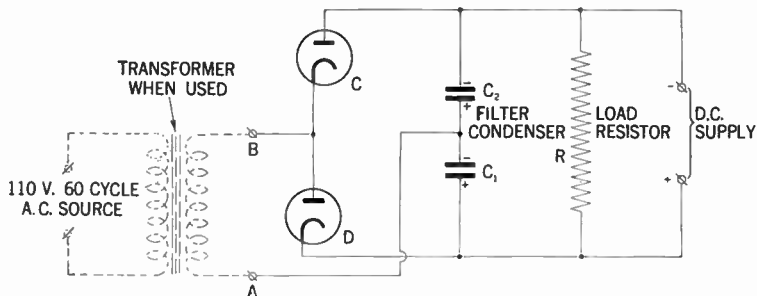 TRANSFORMER
WHEN USED
110 V. 60 CYCLE
A.C. SOURCE
B
A
C
D
-
C₂
+
FILTER
CONDENSER
-
C₁
+
LOAD
RESISTOR
R
-
D.C.
SUPPLY
+